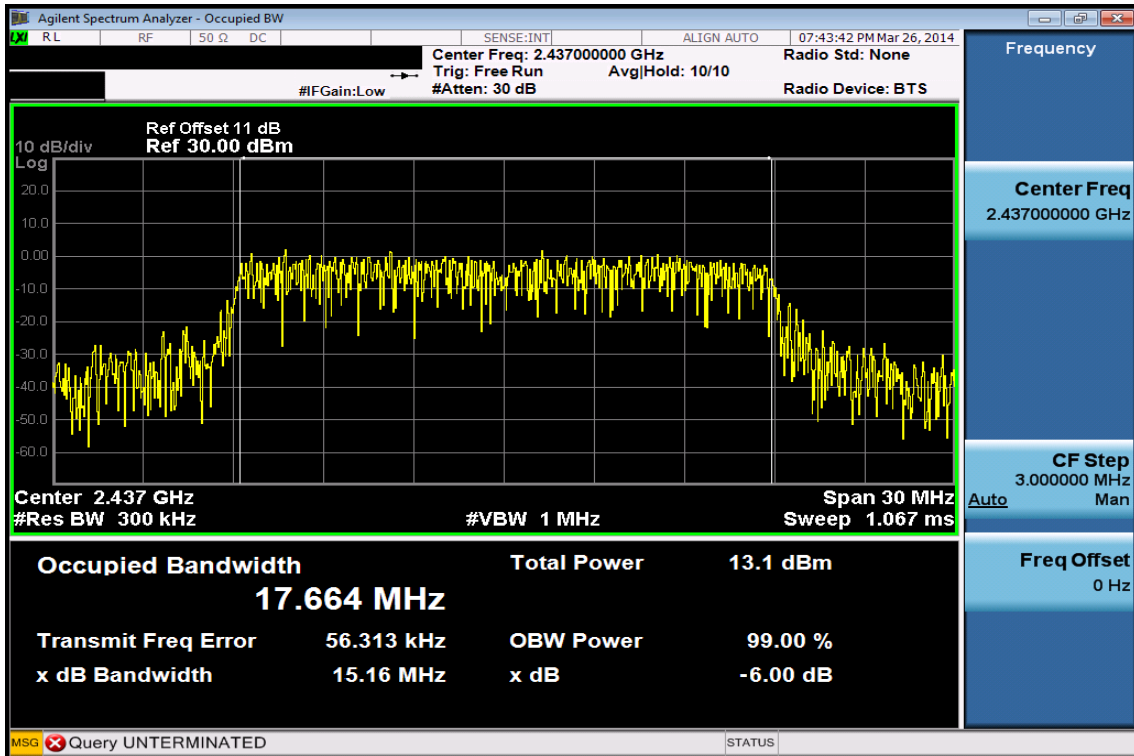 Agilent Spectrum Analyzer - Occupied BW
LXI RL RF 50 Ω DC SENSE:INT ALIGN AUTO 07:43:42 PM Mar 26, 2014
Center Freq: 2.437000000 GHz Radio Std: None
Trig: Free Run Avg|Hold: 10/10
#IFGain:Low #Atten: 30 dB Radio Device: BTS
Ref Offset 11 dB
10 dB/div Ref 30.00 dBm
Log
20.0
10.0
0.00
-10.0
-20.0
-30.0
-40.0
-50.0
-60.0
Center 2.437 GHz Span 30 MHz
#Res BW 300 kHz #VBW 1 MHz Sweep 1.067 ms
Occupied Bandwidth Total Power 13.1 dBm
17.664 MHz
Transmit Freq Error 56.313 kHz OBW Power 99.00 %
x dB Bandwidth 15.16 MHz x dB -6.00 dB
MSG Query UNTERMINATED STATUS
Frequency
Center Freq
2.437000000 GHz
CF Step
3.000000 MHz
Auto Man
Freq Offset
0 Hz